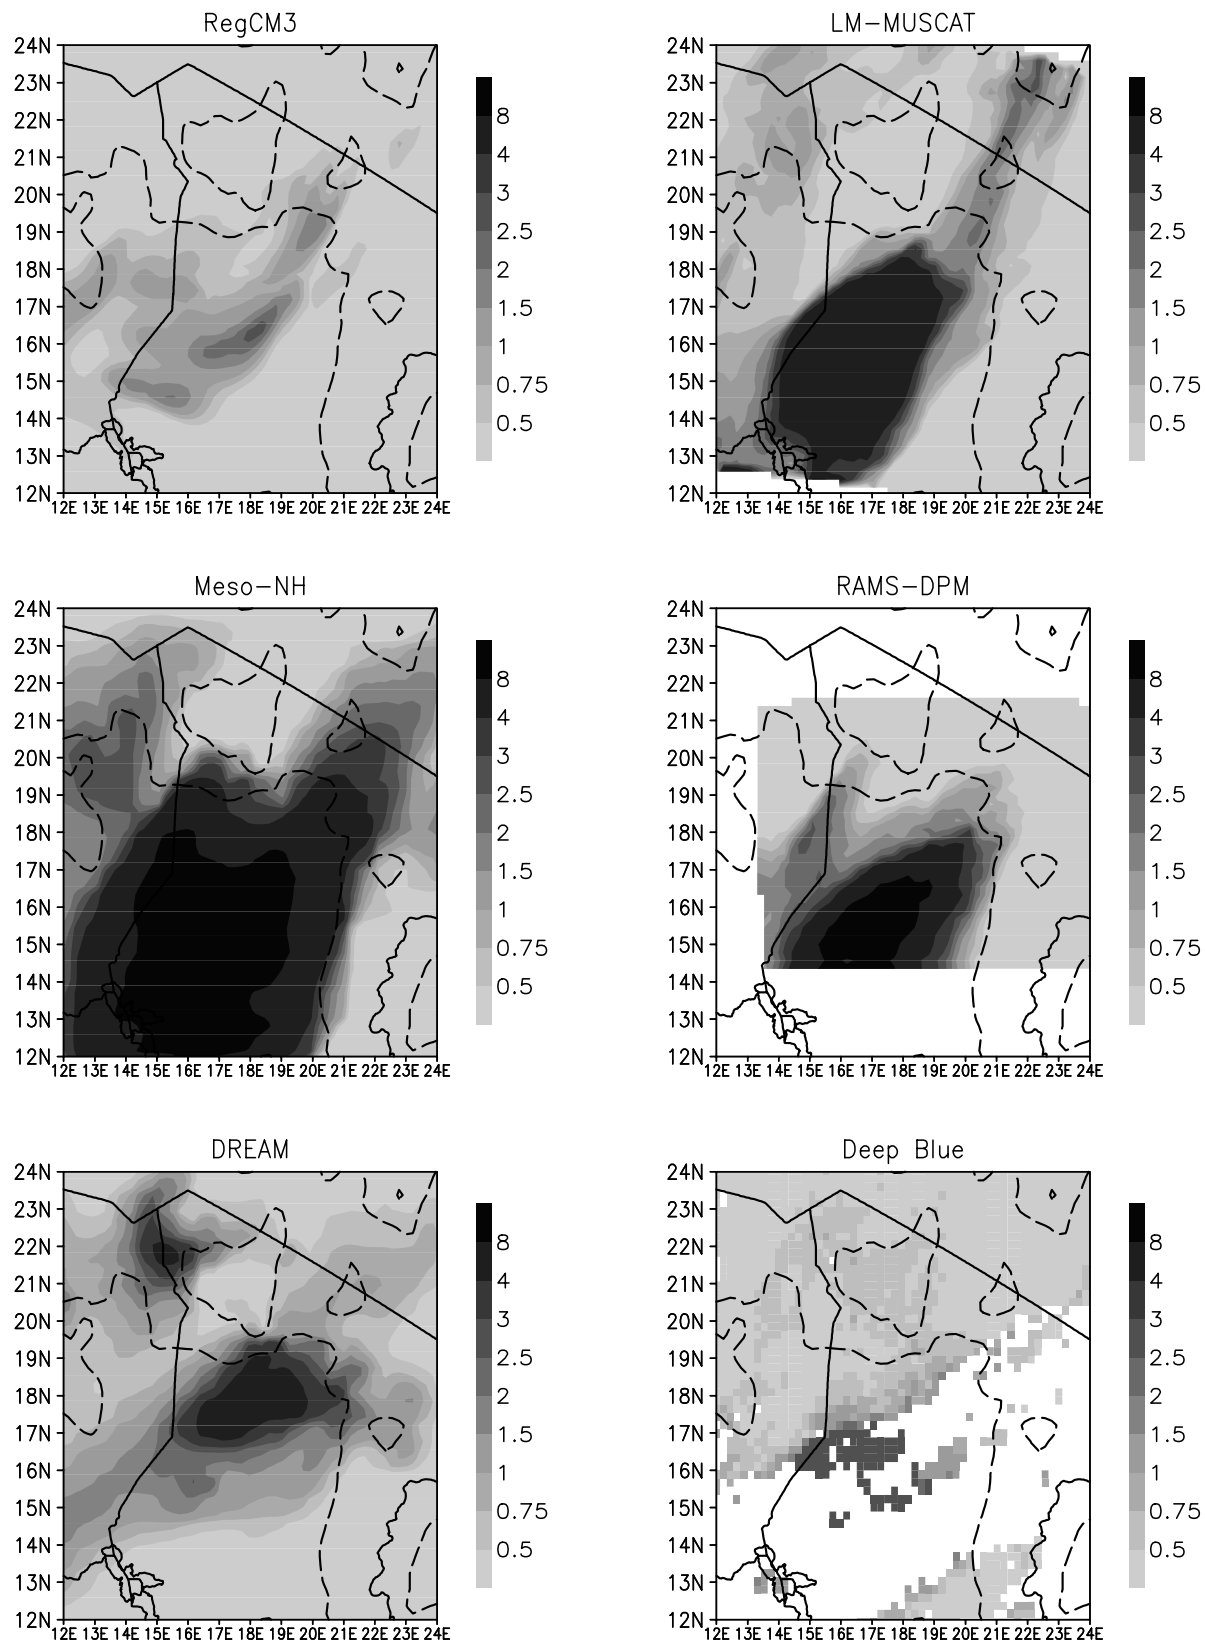 RegCM3
24N
23N
22N
21N
20N
19N
18N
17N
16N
15N
14N
13N
12N
12E 13E 14E 15E 16E 17E 18E 19E 20E 21E 22E 23E 24E
8
4
3
2.5
2
1.5
1
0.75
0.5
LM-MUSCAT
24N
23N
22N
21N
20N
19N
18N
17N
16N
15N
14N
13N
12N
12E 13E 14E 15E 16E 17E 18E 19E 20E 21E 22E 23E 24E
8
4
3
2.5
2
1.5
1
0.75
0.5
Meso-NH
24N
23N
22N
21N
20N
19N
18N
17N
16N
15N
14N
13N
12N
12E 13E 14E 15E 16E 17E 18E 19E 20E 21E 22E 23E 24E
8
4
3
2.5
2
1.5
1
0.75
0.5
RAMS-DPM
24N
23N
22N
21N
20N
19N
18N
17N
16N
15N
14N
13N
12N
12E 13E 14E 15E 16E 17E 18E 19E 20E 21E 22E 23E 24E
8
4
3
2.5
2
1.5
1
0.75
0.5
DREAM
24N
23N
22N
21N
20N
19N
18N
17N
16N
15N
14N
13N
12N
12E 13E 14E 15E 16E 17E 18E 19E 20E 21E 22E 23E 24E
8
4
3
2.5
2
1.5
1
0.75
0.5
Deep Blue
24N
23N
22N
21N
20N
19N
18N
17N
16N
15N
14N
13N
12N
12E 13E 14E 15E 16E 17E 18E 19E 20E 21E 22E 23E 24E
8
4
3
2.5
2
1.5
1
0.75
0.5